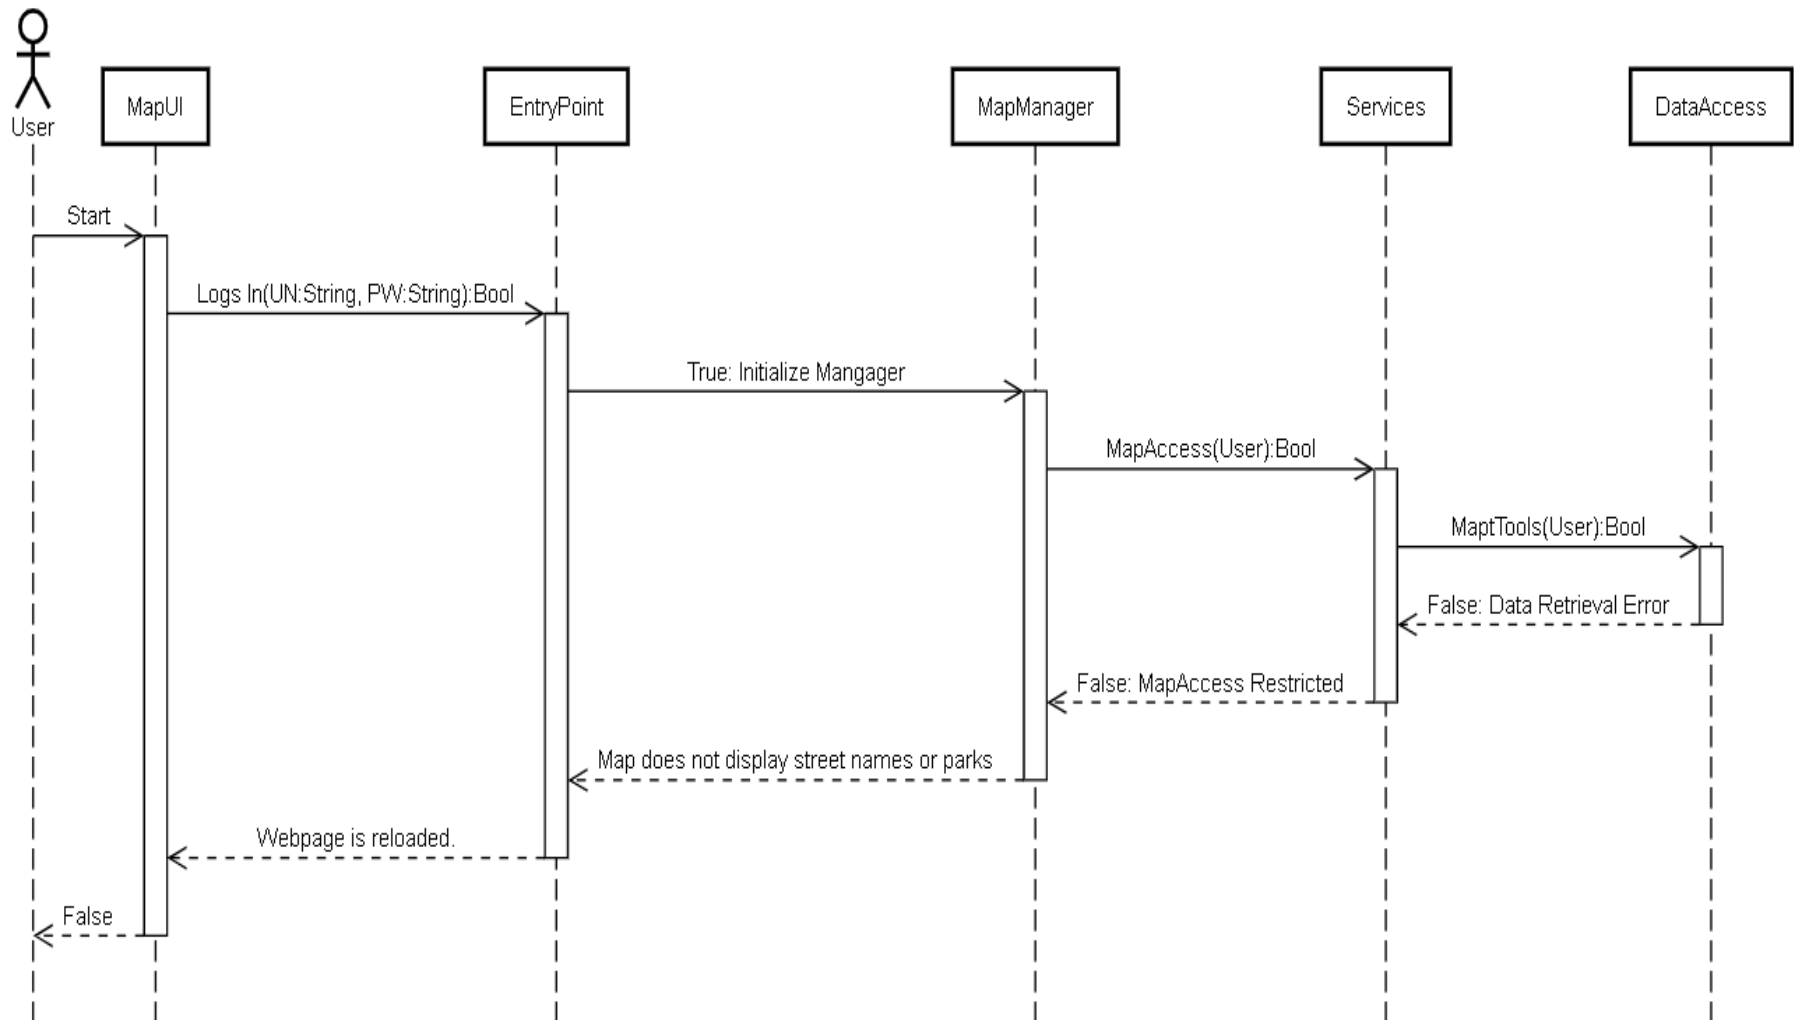 User
MapUI
EntryPoint
MapManager
Services
DataAccess
Start
Logs In(UN:String, PW:String):Bool
True: Initialize Mangager
MapAccess(User):Bool
MaptTools(User):Bool
False: Data Retrieval Error
False: MapAccess Restricted
Map does not display street names or parks
Webpage is reloaded.
False